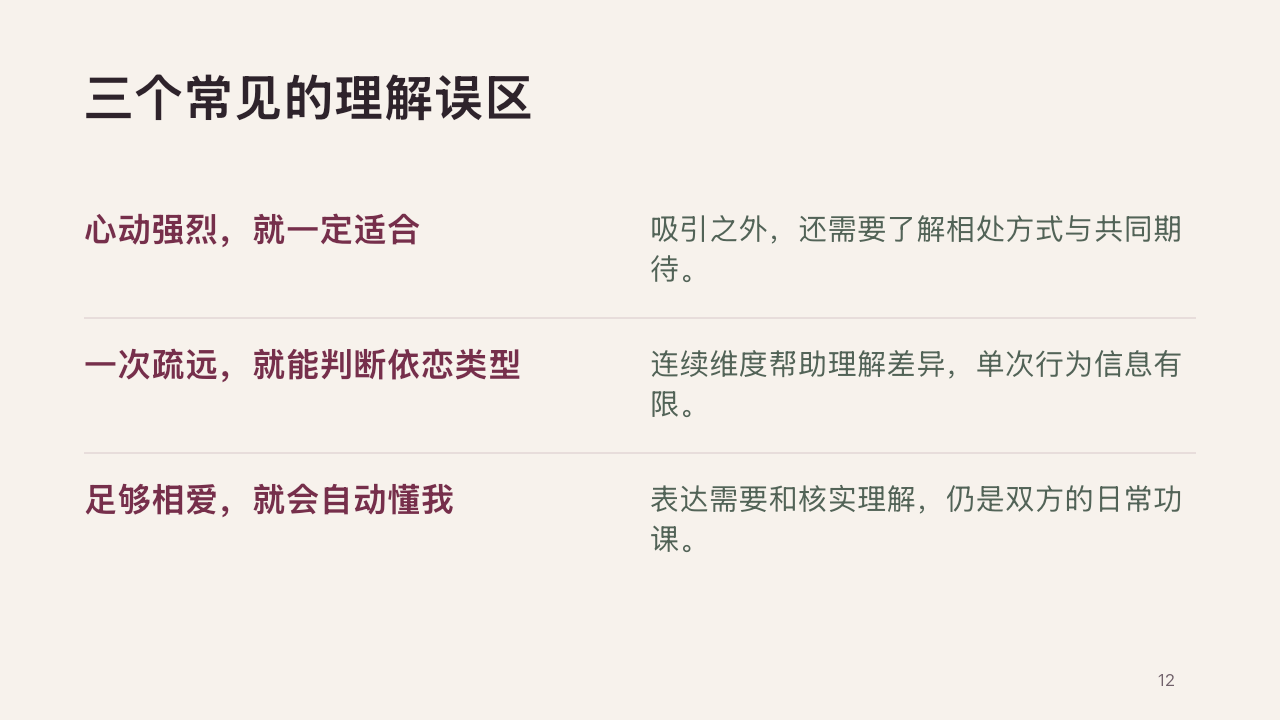 三个常见的理解误区
心动强烈，就一定适合
吸引之外，还需要了解相处方式与共同期
待。
一次疏远，就能判断依恋类型
连续维度帮助理解差异，单次行为信息有
限。
足够相爱，就会自动懂我
表达需要和核实理解，仍是双方的日常功
课。
12